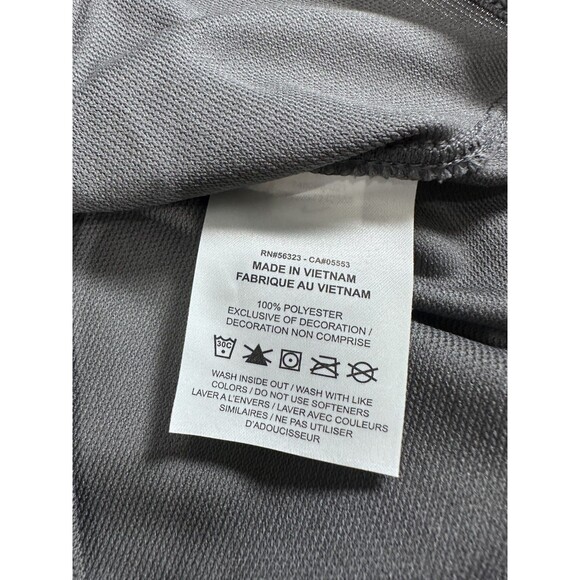 RN#56323 - CA#05553
MADE IN VIETNAM
FABRIQUE AU VIETNAM
100% POLYESTER
EXCLUSIVE OF DECORATION /
DECORATION NON COMPRISE
30C
WASH INSIDE OUT / WASH WITH LIKE
COLORS / DO NOT USE SOFTENERS
LAVER A L'ENVERS / LAVER AVEC COULEURS
SIMILAIRES / NE PAS UTILISER
D'ADOUCISSEUR